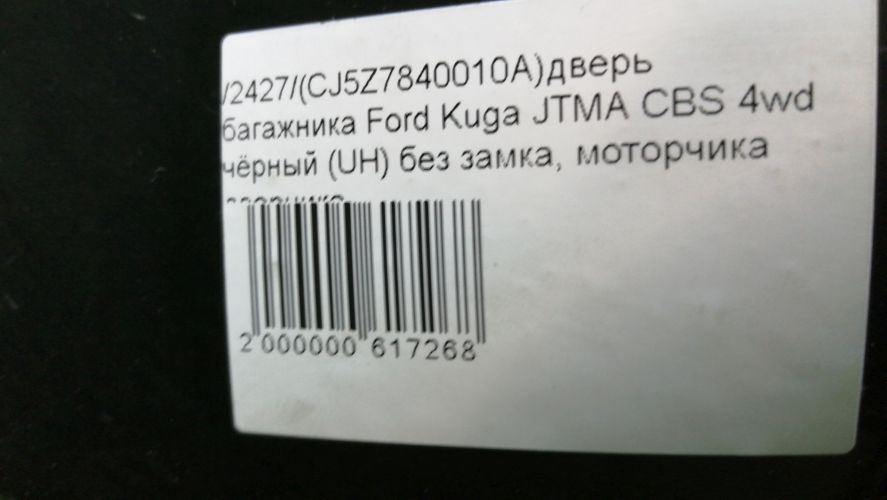 /2427/(CJ5Z7840010A)дверь
багажника Ford Kuga JTMA CBS 4wd
чёрный (UH) без замка, моторчика
2 000000 617268